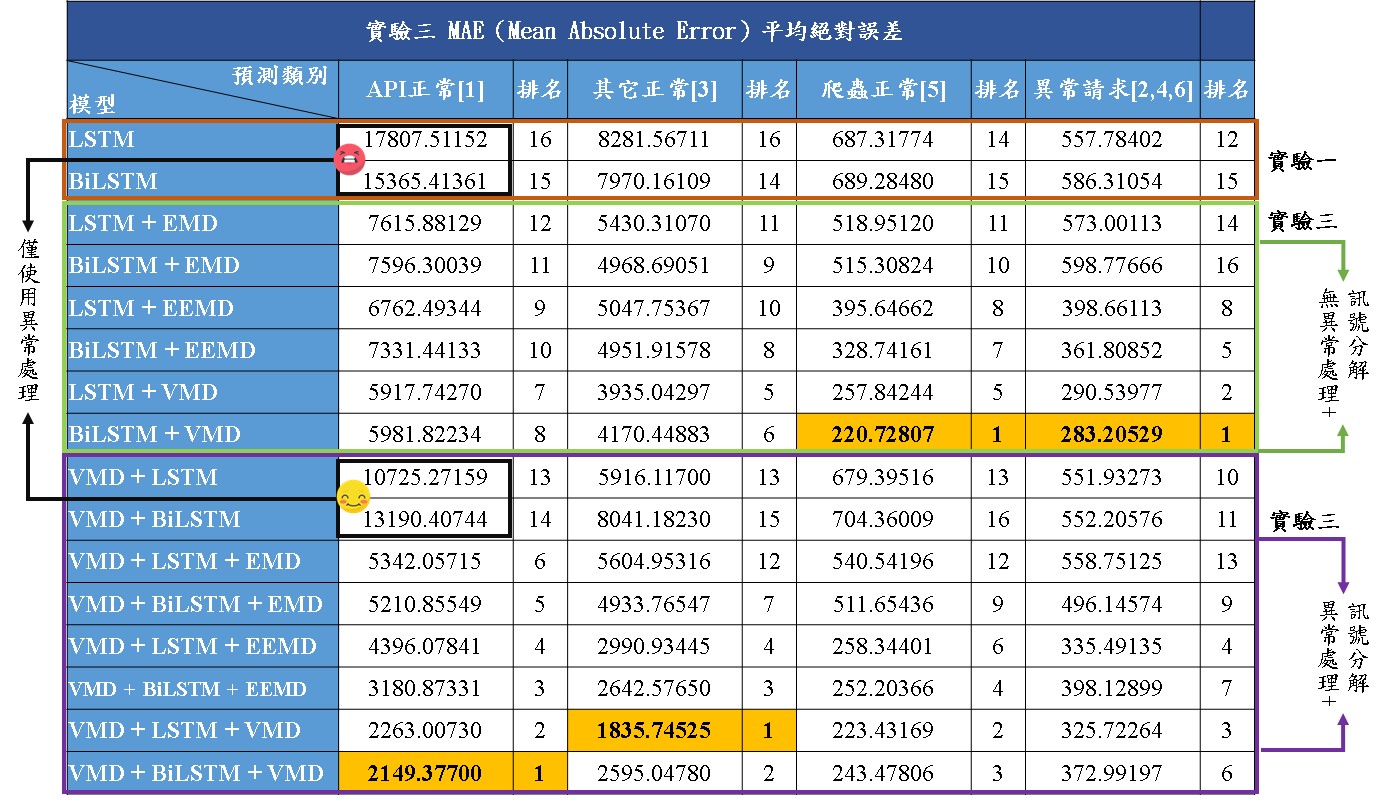 實驗三 MAE（Mean Absolute Error）平均絕對誤差
預測類別
模型
API正常[1] 排名 其它正常[3] 排名 爬蟲正常[5] 排名 異常請求[2,4,6] 排名
LSTM 17807.51152 16 8281.56711 16 687.31774 14 557.78402 12
BiLSTM 15365.41361 15 7970.16109 14 689.28480 15 586.31054 15
實驗一
LSTM + EMD 7615.88129 12 5430.31070 11 518.95120 11 573.00113 14
實驗三
BiLSTM + EMD 7596.30039 11 4968.69051 9 515.30824 10 598.77666 16
LSTM + EEMD 6762.49344 9 5047.75367 10 395.64662 8 398.66113 8
BiLSTM + EEMD 7331.44133 10 4951.91578 8 328.74161 7 361.80852 5
LSTM + VMD 5917.74270 7 3935.04297 5 257.84244 5 290.53977 2
BiLSTM + VMD 5981.82234 8 4170.44883 6 220.72807 1 283.20529 1
僅使用異常處理
訊號分解
無異常處理+
VMD + LSTM 10725.27159 13 5916.11700 13 679.39516 13 551.93273 10
VMD + BiLSTM 13190.40744 14 8041.18230 15 704.36009 16 552.20576 11
實驗三
VMD + LSTM + EMD 5342.05715 6 5604.95316 12 540.54196 12 558.75125 13
VMD + BiLSTM + EMD 5210.85549 5 4933.76547 7 511.65436 9 496.14574 9
VMD + LSTM + EEMD 4396.07841 4 2990.93445 4 258.34401 6 335.49135 4
VMD + BiLSTM + EEMD 3180.87331 3 2642.57650 3 252.20366 4 398.12899 7
VMD + LSTM + VMD 2263.00730 2 1835.74525 1 223.43169 2 325.72264 3
VMD + BiLSTM + VMD 2149.37700 1 2595.04780 2 243.47806 3 372.99197 6
訊號分解
異常處理+